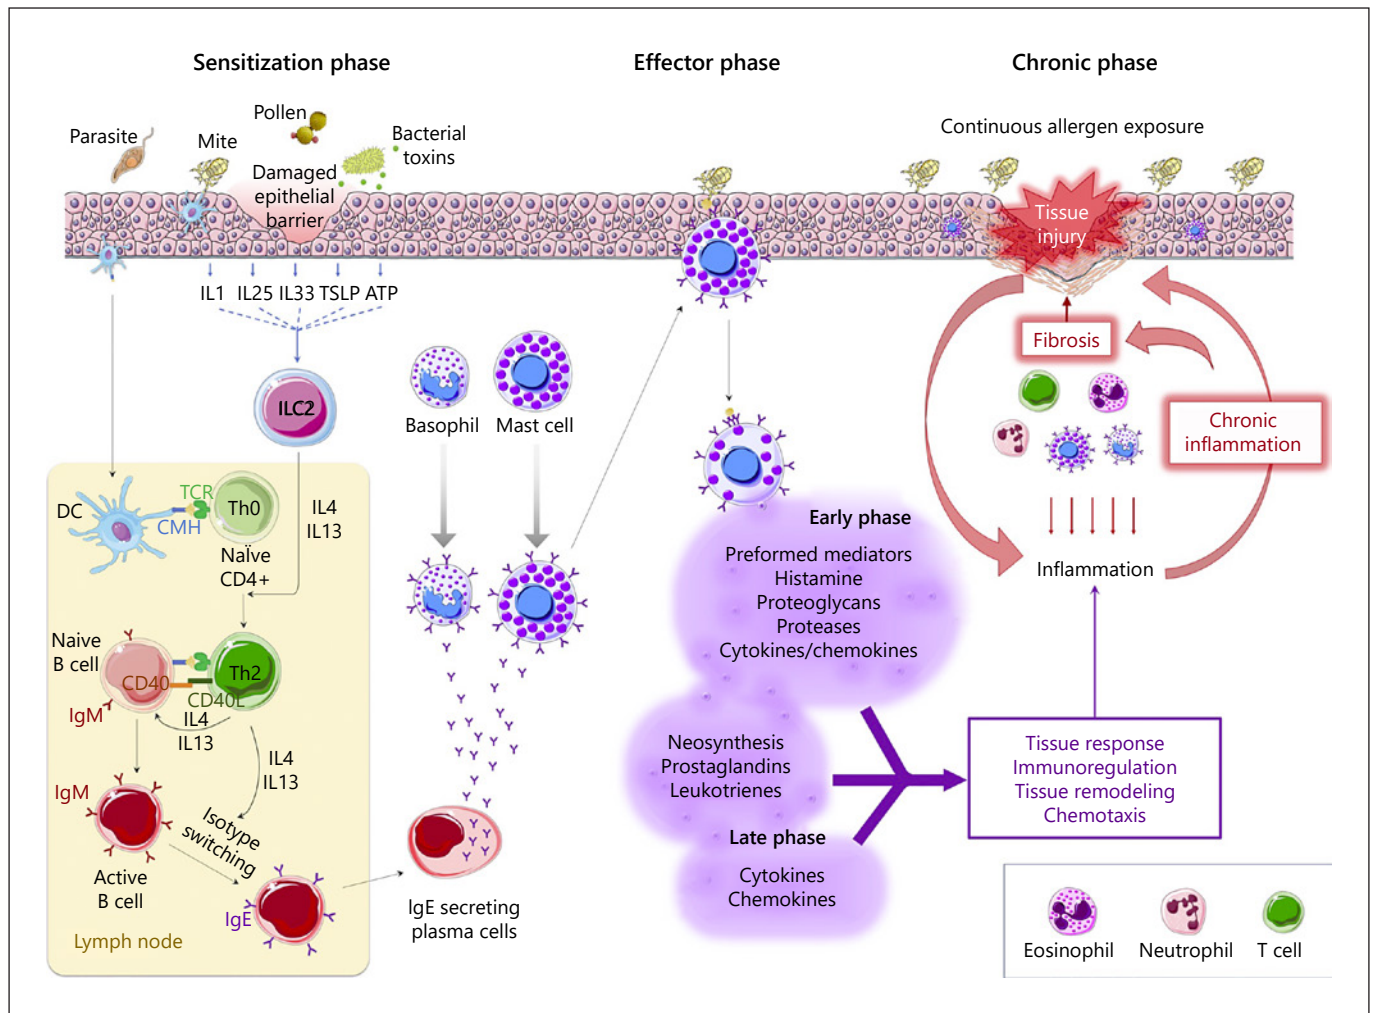 Sensitization phase
Effector phase
Chronic phase
Parasite
Mite
Pollen
Bacterial
toxins
Damaged
epithelial
barrier
Continuous allergen exposure
Tissue
injury
IL1 IL25 IL33 TSLP ATP
ILC2
Basophil
Mast cell
Fibrosis
Chronic
inflammation
DC
TCR
CMH
Th0
Naïve
CD4+
IL4
IL13
Naive
B cell
CD40
CD40L
Th2
IgM
IL4
IL13
IL4
IL13
IgM
Isotype
switching
Active
B cell
IgE
Lymph node
IgE secreting
plasma cells
Early phase
Preformed mediators
Histamine
Proteoglycans
Proteases
Cytokines/chemokines
Neosynthesis
Prostaglandins
Leukotrienes
Late phase
Cytokines
Chemokines
Inflammation
Tissue response
Immunoregulation
Tissue remodeling
Chemotaxis
Eosinophil
Neutrophil
T cell